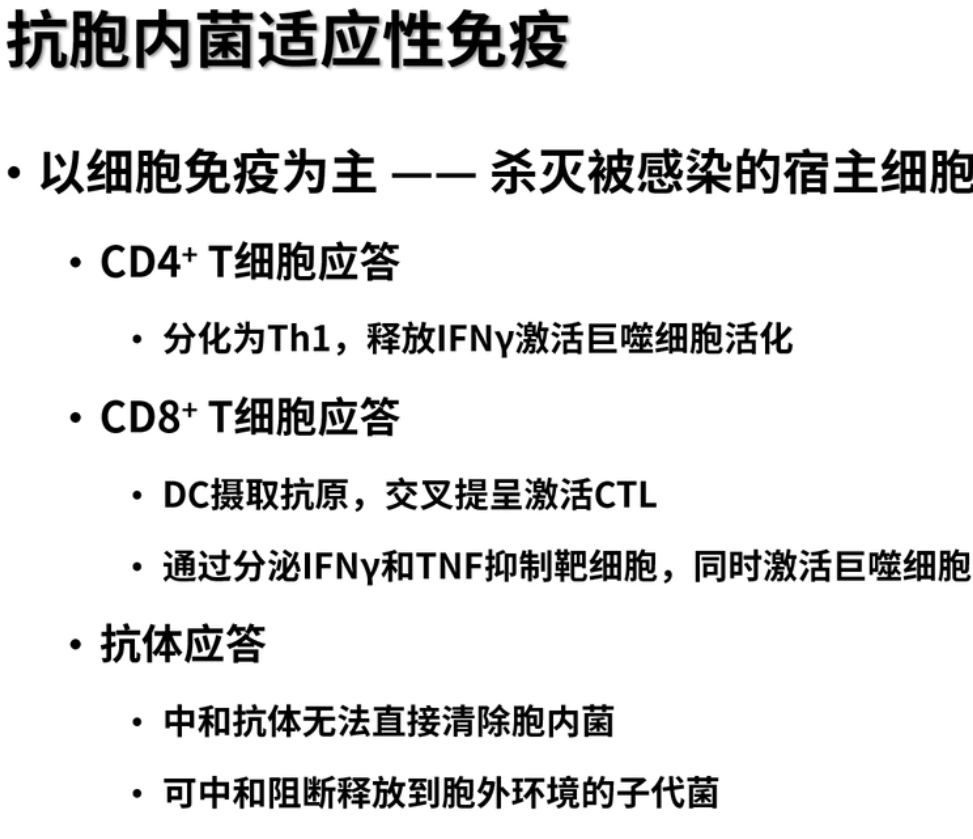 抗胞内菌适应性免疫
• 以细胞免疫为主 —— 杀灭被感染的宿主细胞
• CD4⁺ T细胞应答
• 分化为Th1，释放IFNγ激活巨噬细胞活化
• CD8⁺ T细胞应答
• DC摄取抗原，交叉提呈激活CTL
• 通过分泌IFNγ和TNF抑制靶细胞，同时激活巨噬细胞
• 抗体应答
• 中和抗体无法直接清除胞内菌
• 可中和阻断释放到胞外环境的子代菌